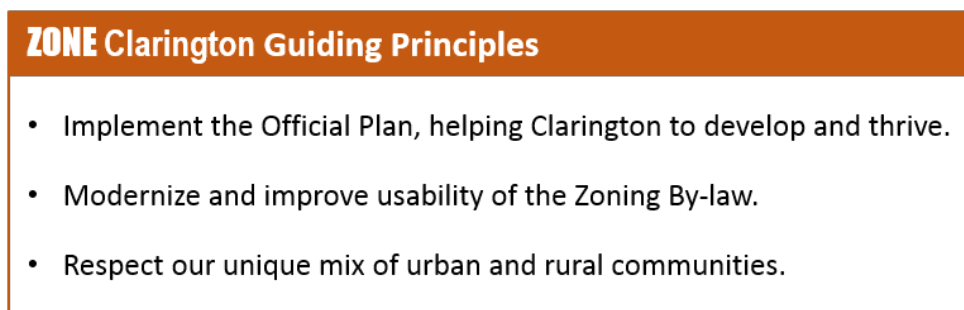 ZONE Clarington Guiding Principles
• Implement the Official Plan, helping Clarington to develop and thrive.
• Modernize and improve usability of the Zoning By-law.
• Respect our unique mix of urban and rural communities.